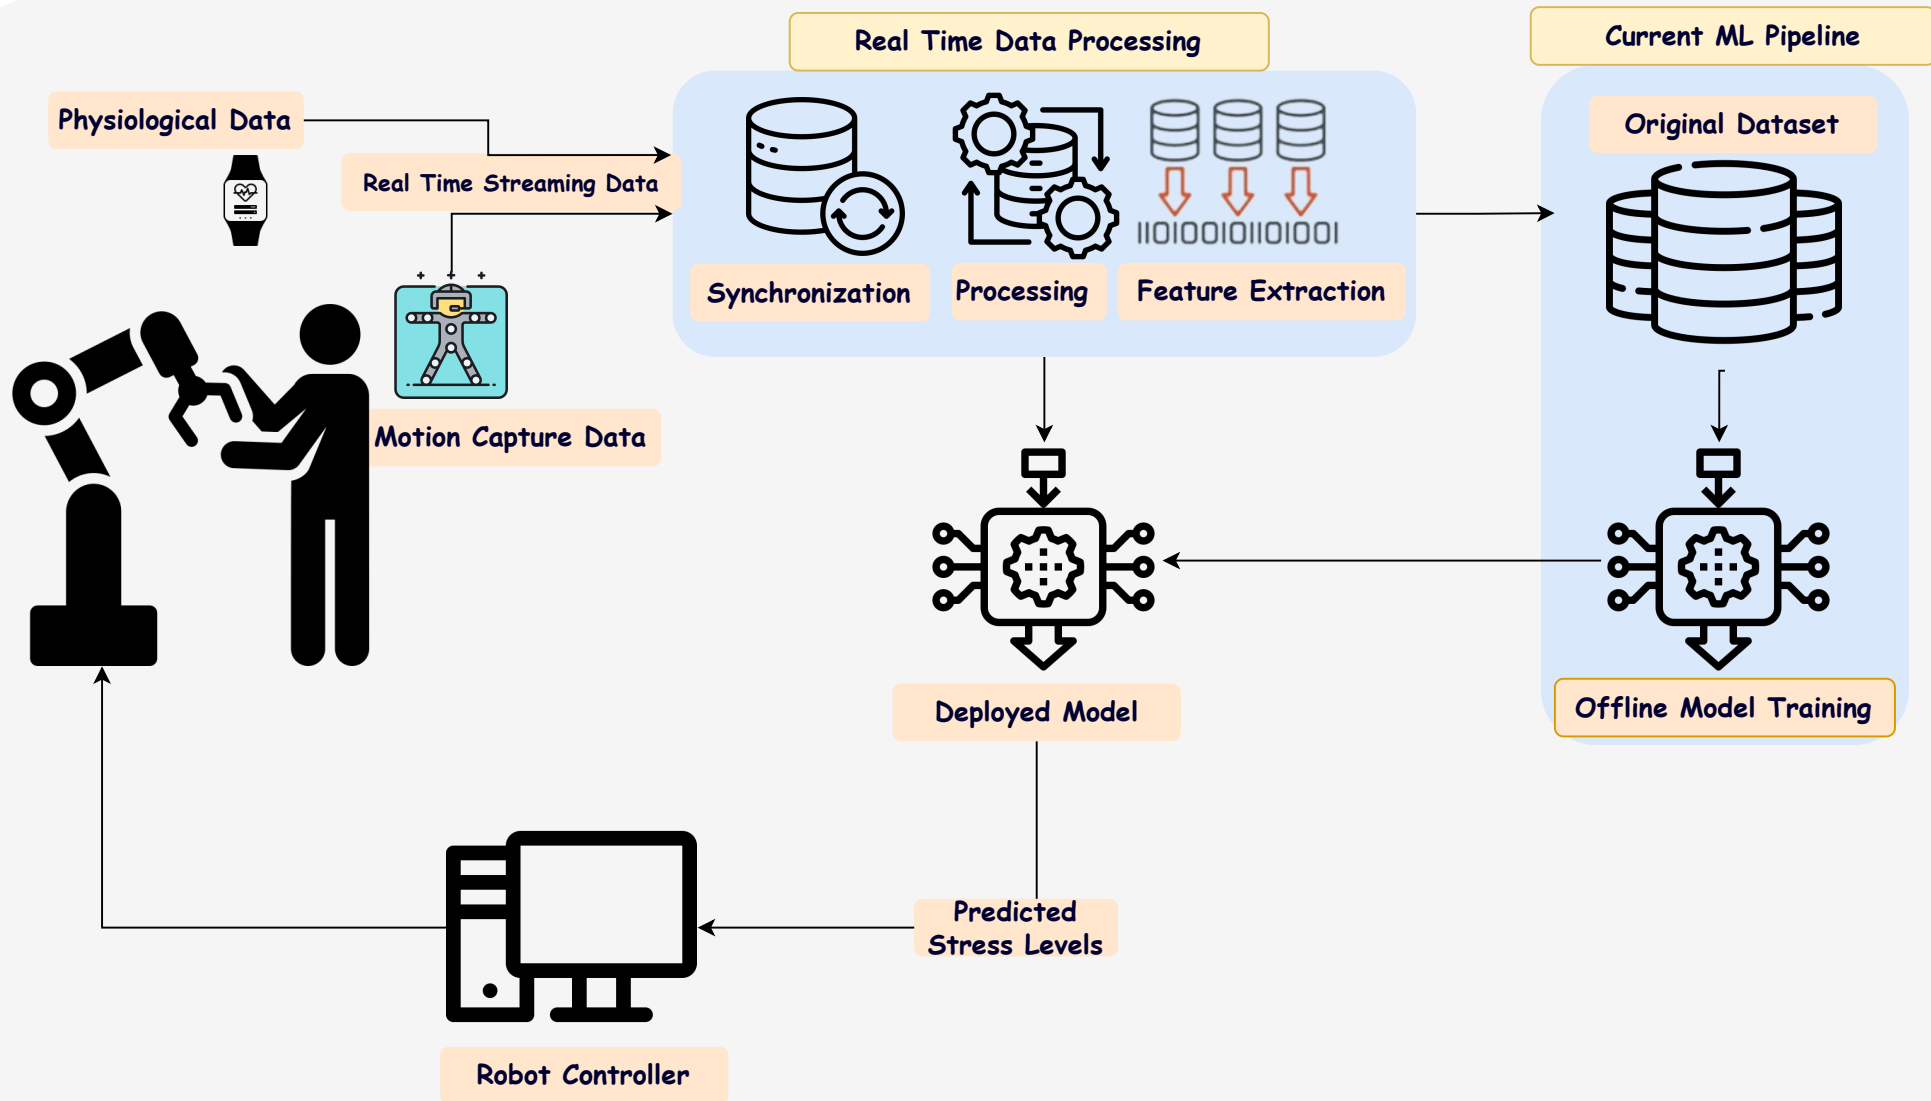 Real Time Data Processing
Current ML Pipeline
Physiological Data
Original Dataset
Real Time Streaming Data
110100101101001
Synchronization
Processing
Feature Extraction
Motion Capture Data
Deployed Model
Offline Model Training
Predicted
Stress Levels
Robot Controller